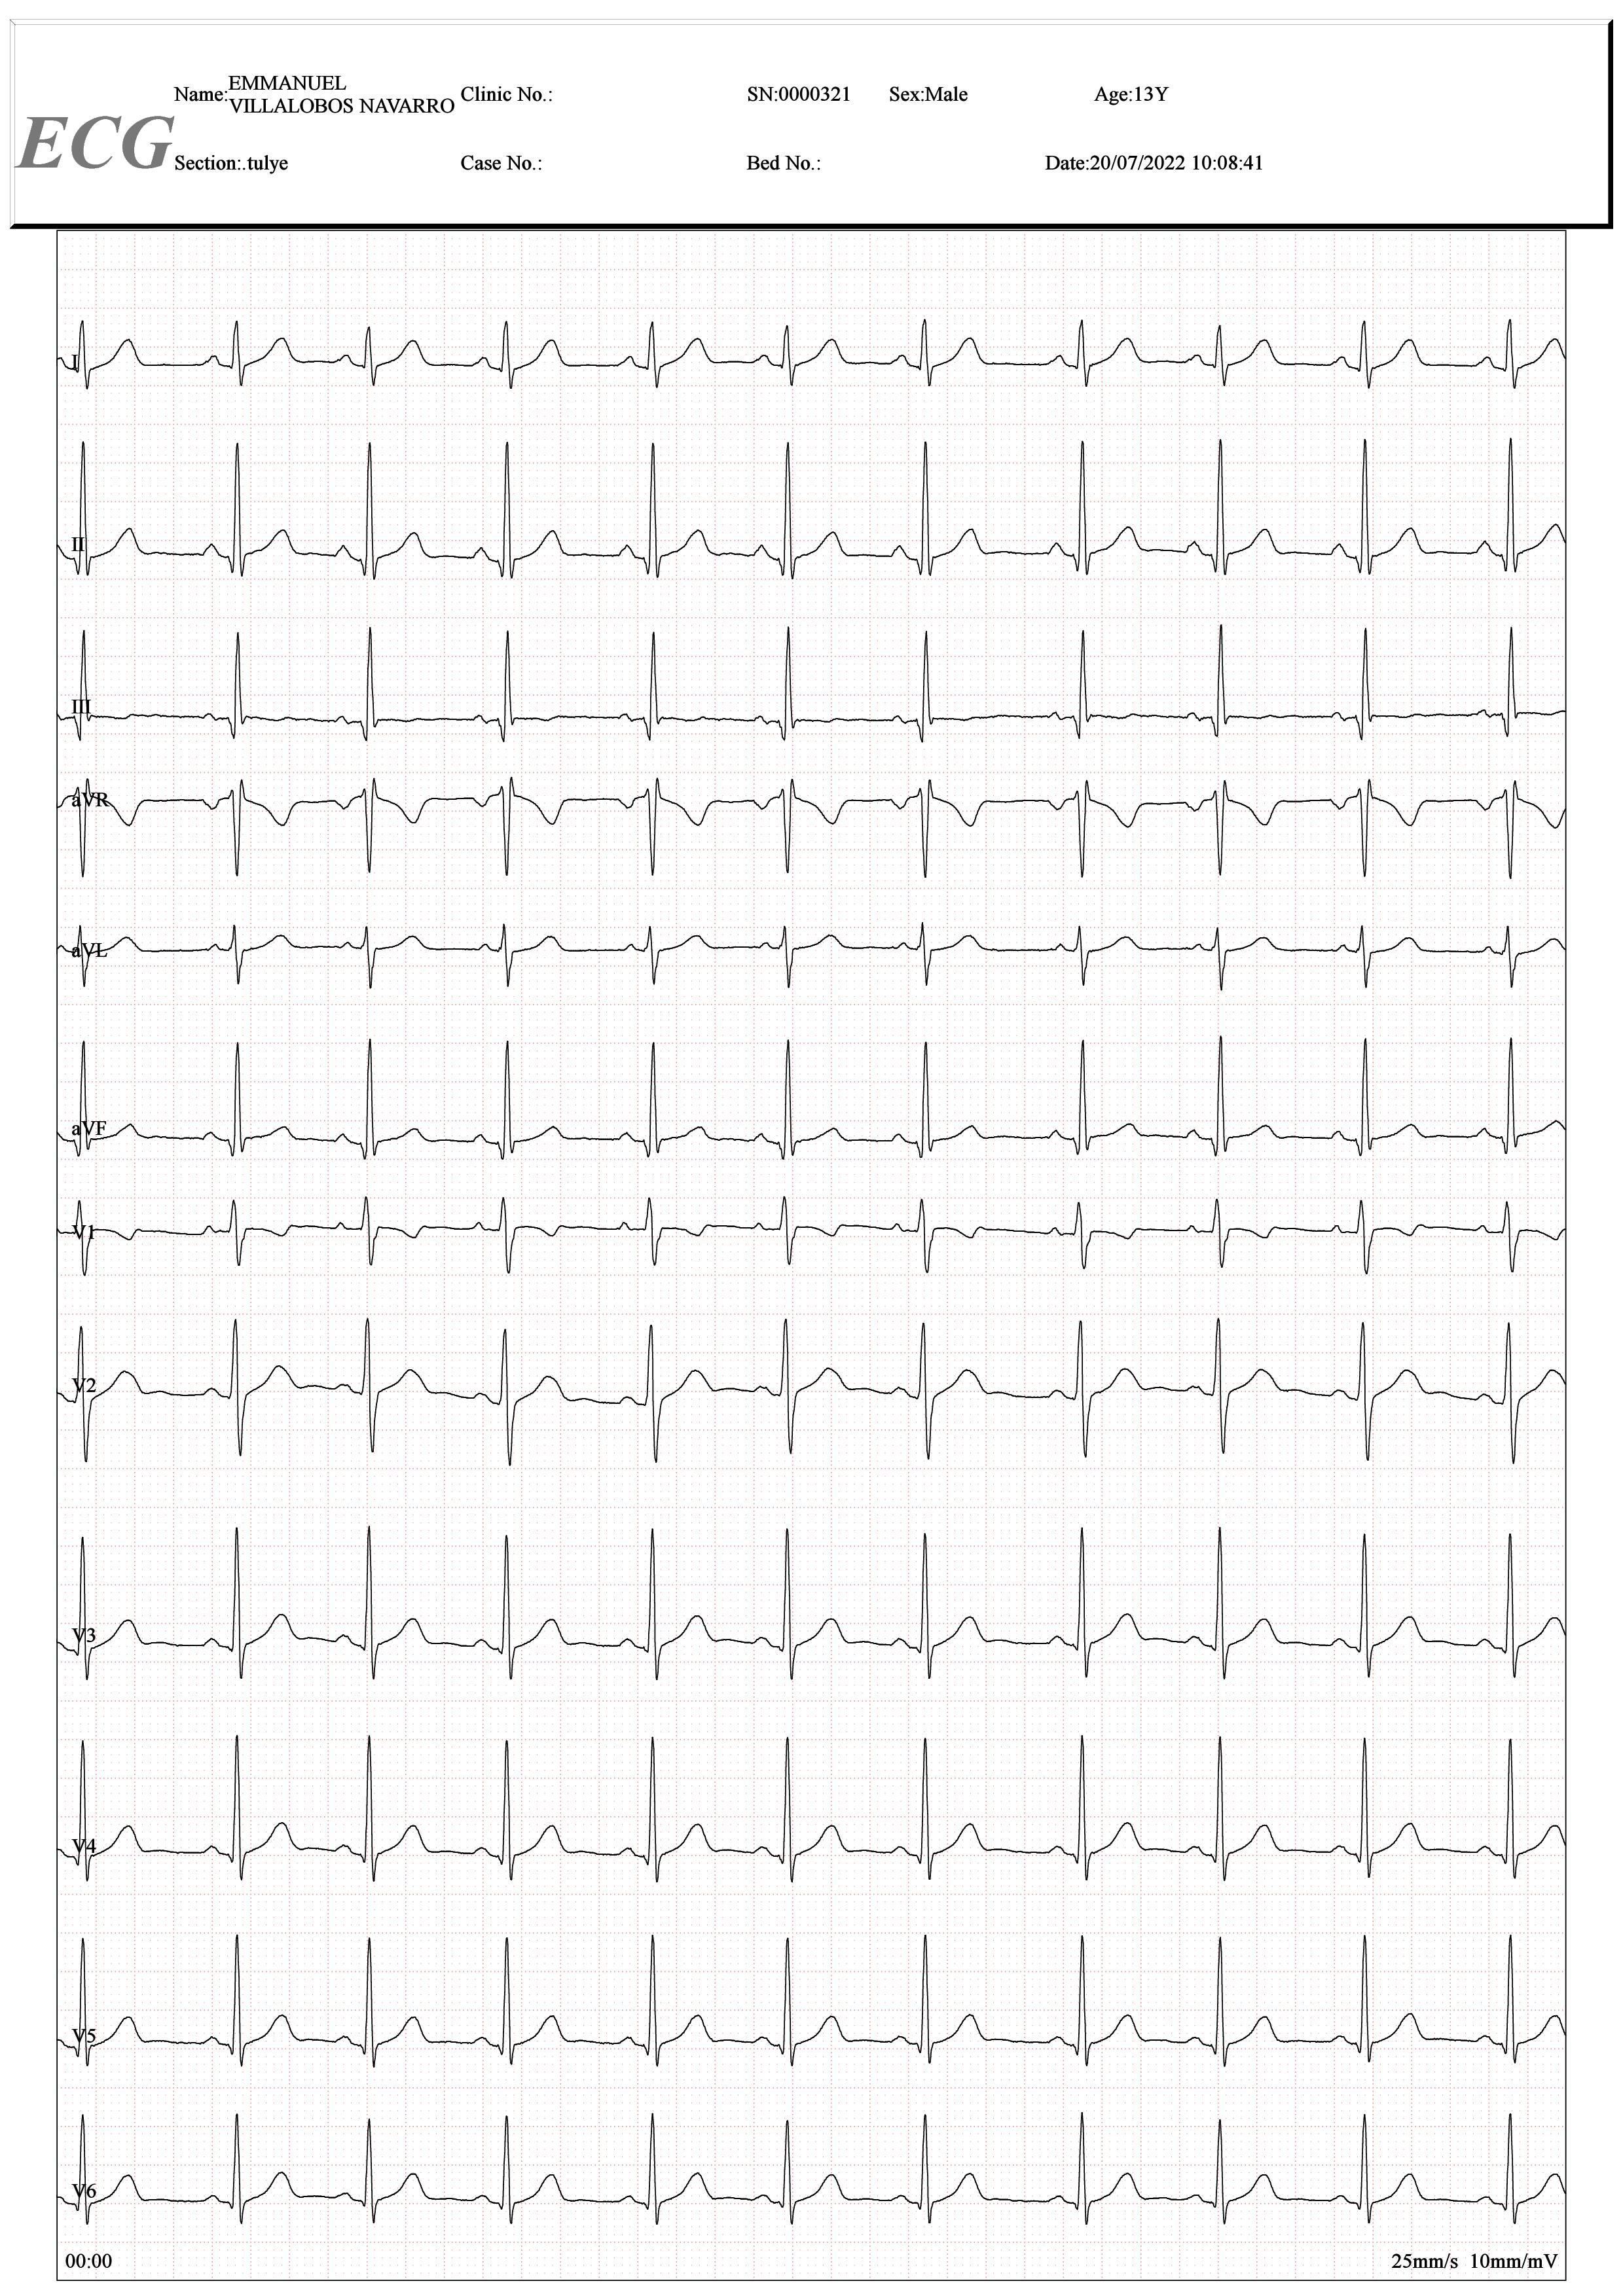 ECG
Name:EMMANUEL VILLALOBOS NAVARRO Clinic No.: SN:0000321 Sex:Male Age:13Y
Section:.tulye Case No.: Bed No.: Date:20/07/2022 10:08:41
I
II
III
aVR
aVL
aVF
V1
V2
V3
V4
V5
V6
00:00 25mm/s 10mm/mV